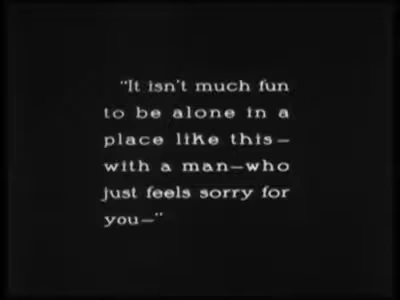 "It isn't much fun
to be alone in a
place like this—
with a man—who
just feels sorry for
you—"